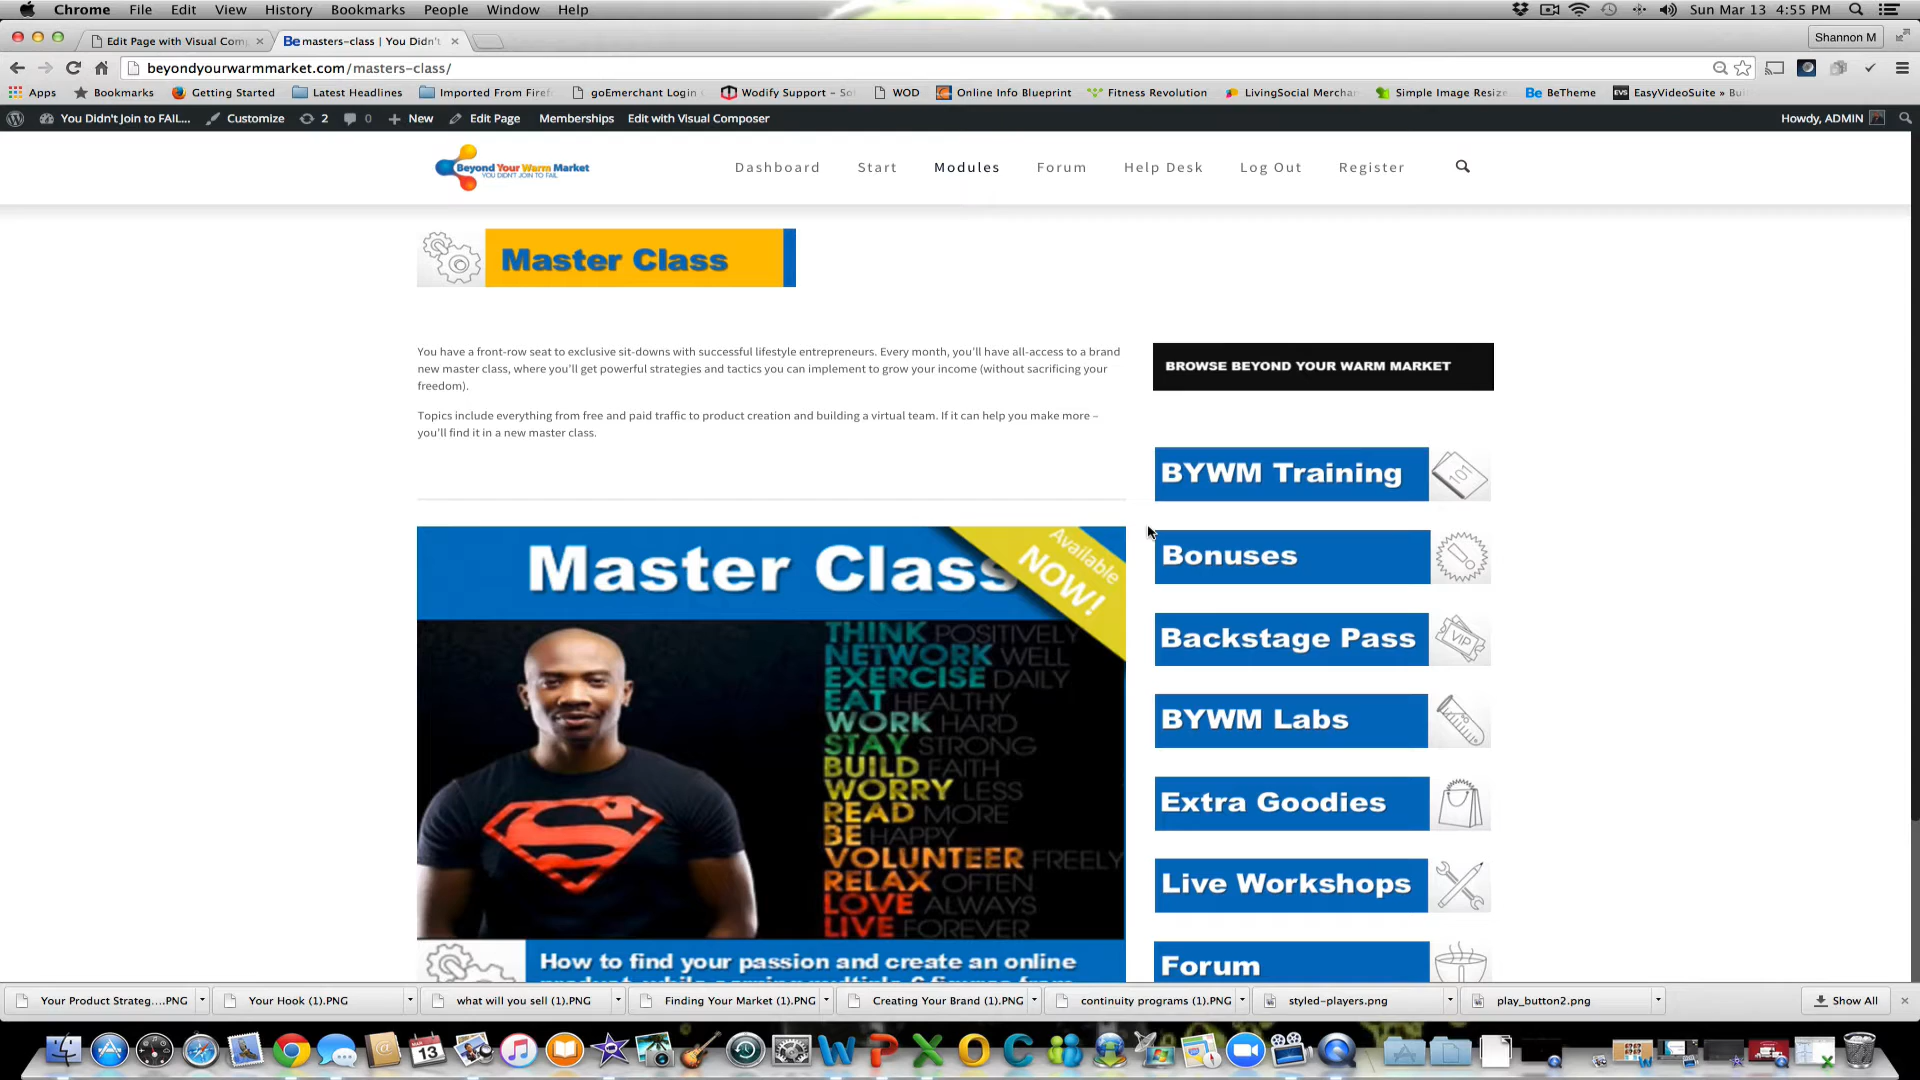 Chrome File Edit View History Bookmarks People Window Help Sun Mar 13 4:55 PM
Edit Page with Visual Com Be masters-class | You Didn't Shannon M
beyondyourwarmmarket.com/masters-class/
Apps Bookmarks Getting Started Latest Headlines Imported From Firef goEmerchant Login Wodify Support - So WOD Online Info Blueprint Fitness Revolution LivingSocial Mercha Simple Image Resize Be BeTheme EVS EasyVideoSuite » Bui
You Didn't Join to FAIL... Customize 2 0 New Edit Page Memberships Edit with Visual Composer Howdy, ADMIN
Beyond Your Warm Market
YOU DIDN'T JOIN TO FAIL
Dashboard Start Modules Forum Help Desk Log Out Register
Master Class
You have a front-row seat to exclusive sit-downs with successful lifestyle entrepreneurs. Every month, you'll have all-access to a brand
new master class, where you'll get powerful strategies and tactics you can implement to grow your income (without sacrificing your
freedom).
Topics include everything from free and paid traffic to product creation and building a virtual team. If it can help you make more –
you'll find it in a new master class.
BROWSE BEYOND YOUR WARM MARKET
BYWM Training
101
Bonuses
Backstage Pass
VIP
BYWM Labs
Extra Goodies
Live Workshops
Forum
Master Class
Available
NOW!
THINK POSITIVELY
NETWORK WELL
EXERCISE DAILY
EAT HEALTHY
WORK HARD
STAY STRONG
BUILD FAITH
WORRY LESS
READ MORE
BE HAPPY
VOLUNTEER FREELY
RELAX OFTEN
LOVE ALWAYS
LIVE FOREVER
How to find your passion and create an online
Your Product Strateg....PNG Your Hook (1).PNG what will you sell (1).PNG Finding Your Market (1).PNG Creating Your Brand (1).PNG continuity programs (1).PNG styled-players.png play_button2.png Show All